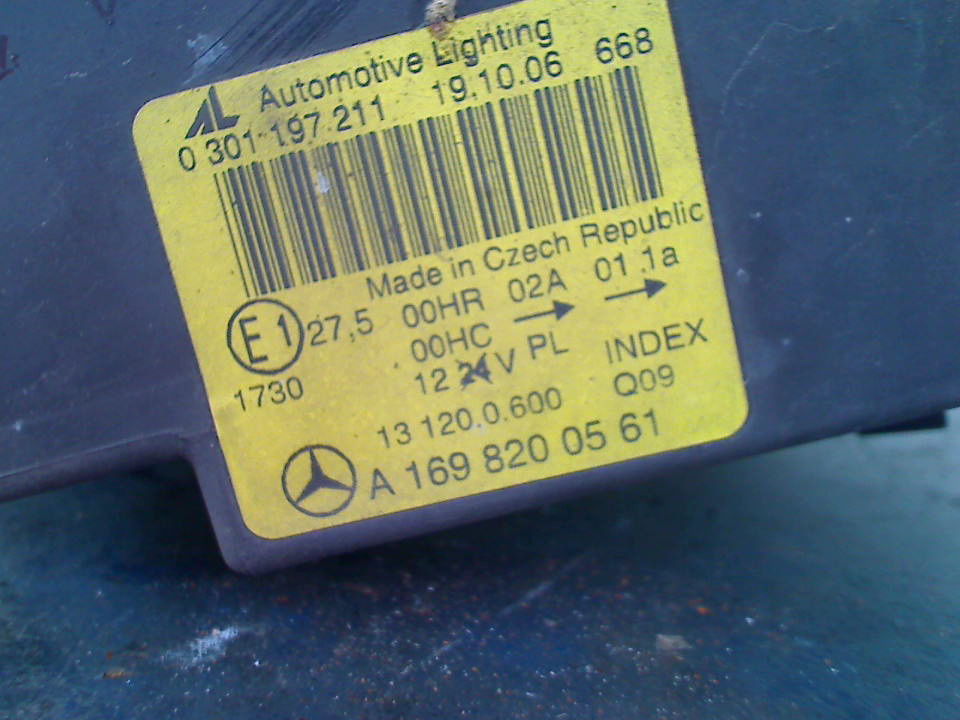 AL Automotive Lighting
0 301 197 211 19.10.06 668
Made in Czech Republic
E1 27,5 00HR 02A 01 1a
00HC → →
1730 12 24 V PL INDEX
13 120.0.600 Q09
A 169 820 05 61